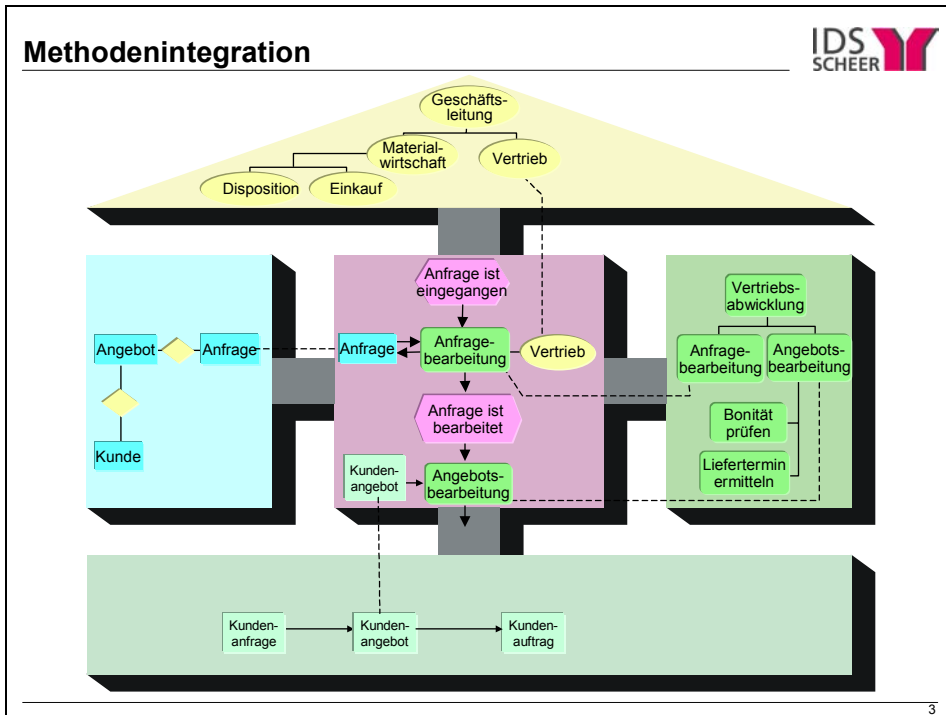 Methodenintegration
IDS
SCHEER
Geschäfts-
leitung
Material-
wirtschaft
Vertrieb
Disposition
Einkauf
Angebot
Anfrage
Kunde
Anfrage ist
eingegangen
Anfrage
Anfrage-
bearbeitung
Vertrieb
Anfrage ist
bearbeitet
Kunden-
angebot
Angebots-
bearbeitung
Vertriebs-
abwicklung
Anfrage-
bearbeitung
Angebots-
bearbeitung
Bonität
prüfen
Liefertermin
ermitteln
Kunden-
anfrage
Kunden-
angebot
Kunden-
auftrag
3